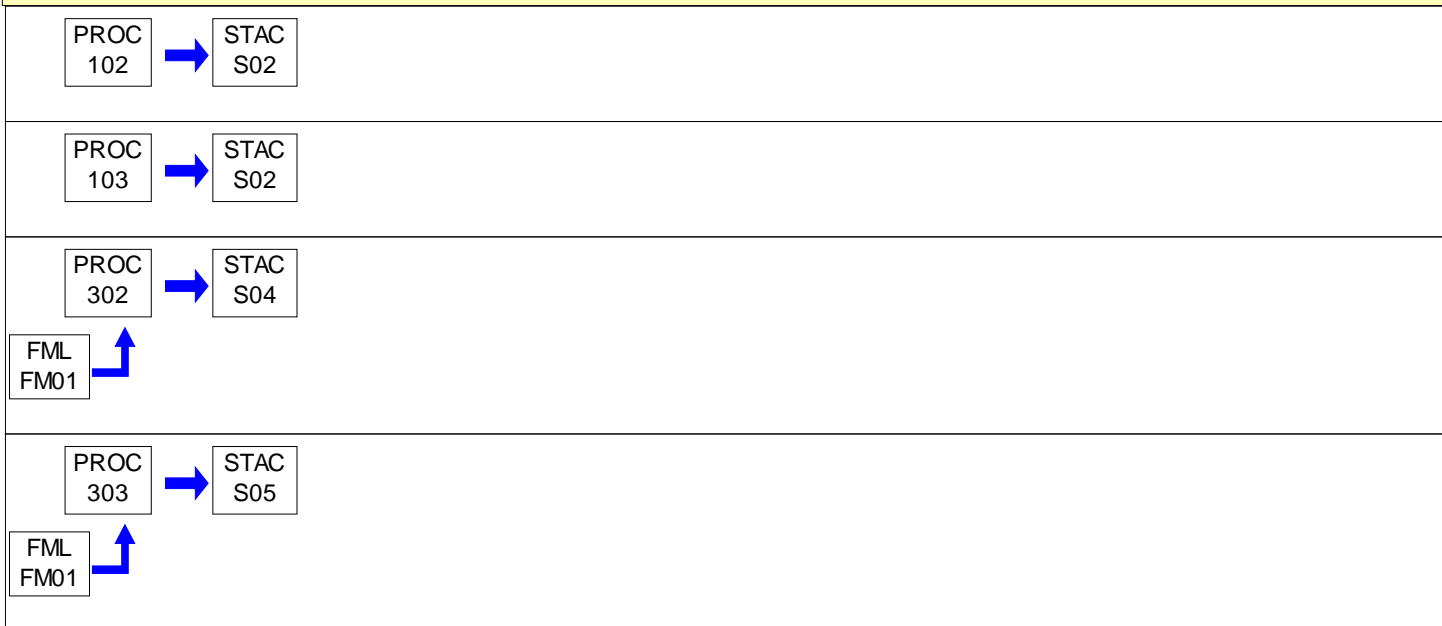 PROC STAC
102 S02
PROC STAC
103 S02
PROC STAC
302 S04
FML
FM01
PROC STAC
303 S05
FML
FM01